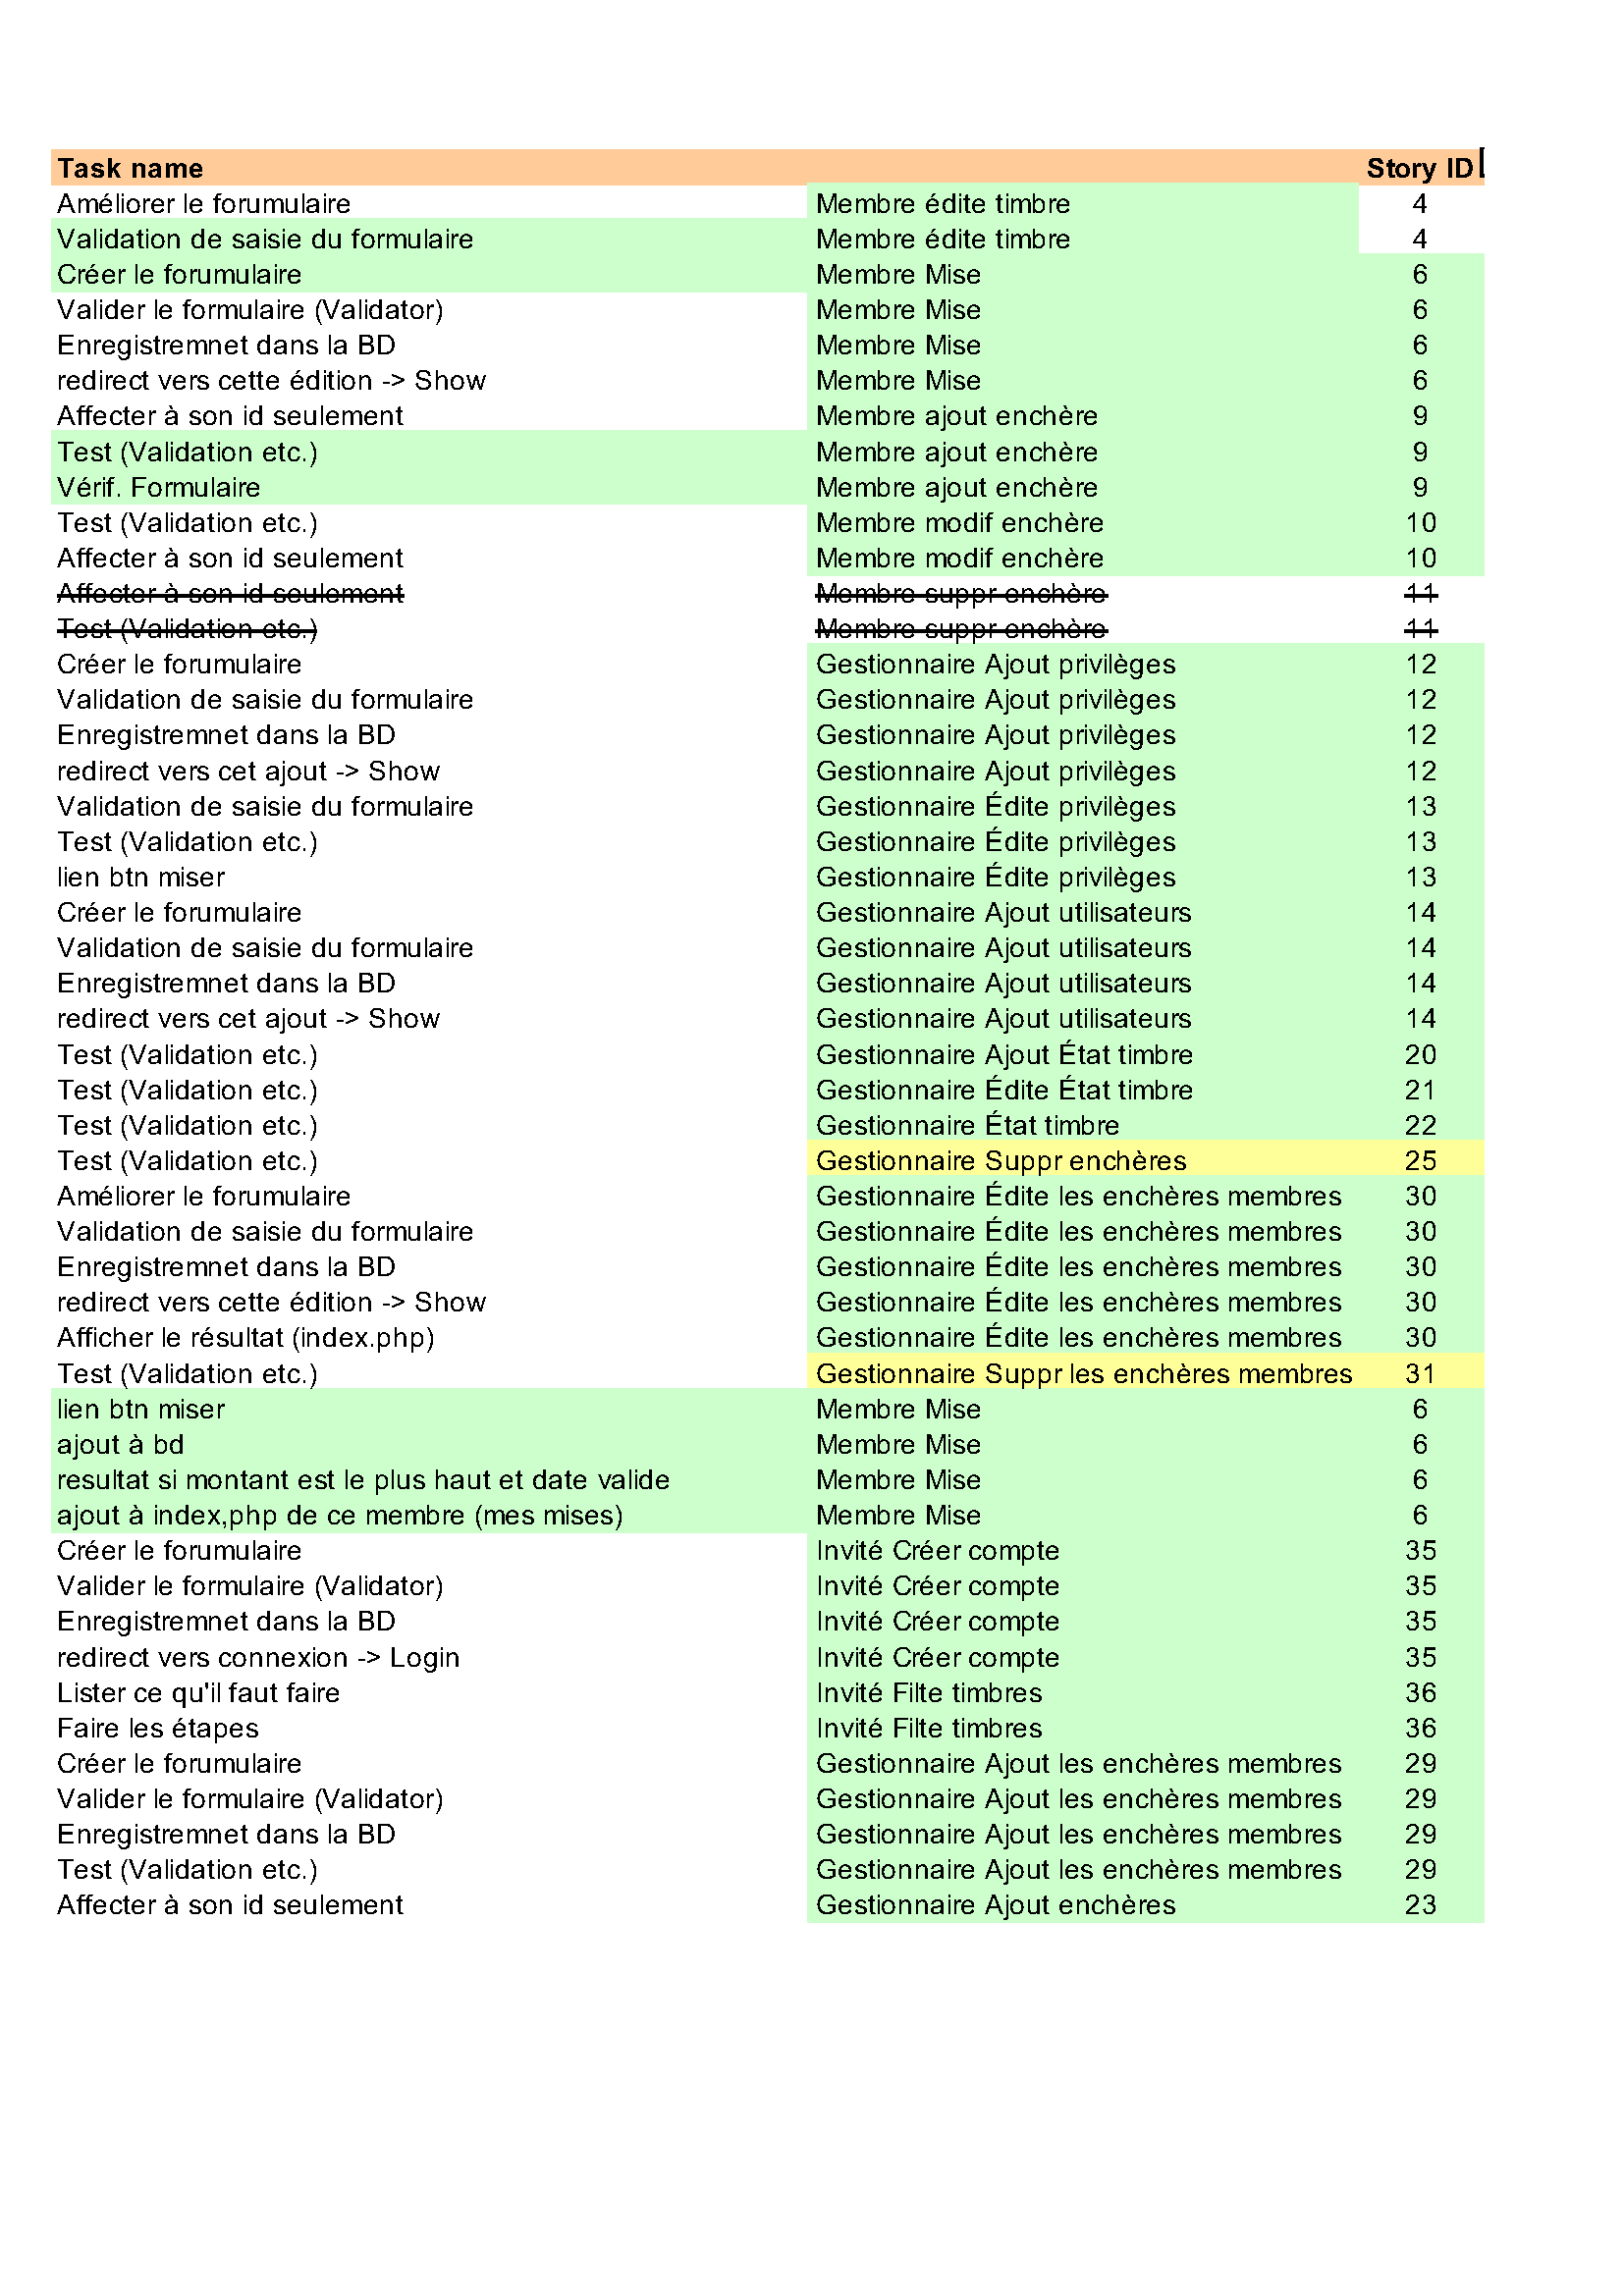 Task name Story ID
Améliorer le forumulaire Membre édite timbre 4
Validation de saisie du formulaire Membre édite timbre 4
Créer le forumulaire Membre Mise 6
Valider le formulaire (Validator) Membre Mise 6
Enregistremnet dans la BD Membre Mise 6
redirect vers cette édition -> Show Membre Mise 6
Affecter à son id seulement Membre ajout enchère 9
Test (Validation etc.) Membre ajout enchère 9
Vérif. Formulaire Membre ajout enchère 9
Test (Validation etc.) Membre modif enchère 10
Affecter à son id seulement Membre modif enchère 10
Affecter à son id seulement Membre suppr enchère 11
Test (Validation etc.) Membre suppr enchère 11
Créer le forumulaire Gestionnaire Ajout privilèges 12
Validation de saisie du formulaire Gestionnaire Ajout privilèges 12
Enregistremnet dans la BD Gestionnaire Ajout privilèges 12
redirect vers cet ajout -> Show Gestionnaire Ajout privilèges 12
Validation de saisie du formulaire Gestionnaire Édite privilèges 13
Test (Validation etc.) Gestionnaire Édite privilèges 13
lien btn miser Gestionnaire Édite privilèges 13
Créer le forumulaire Gestionnaire Ajout utilisateurs 14
Validation de saisie du formulaire Gestionnaire Ajout utilisateurs 14
Enregistremnet dans la BD Gestionnaire Ajout utilisateurs 14
redirect vers cet ajout -> Show Gestionnaire Ajout utilisateurs 14
Test (Validation etc.) Gestionnaire Ajout État timbre 20
Test (Validation etc.) Gestionnaire Édite État timbre 21
Test (Validation etc.) Gestionnaire État timbre 22
Test (Validation etc.) Gestionnaire Suppr enchères 25
Améliorer le forumulaire Gestionnaire Édite les enchères membres 30
Validation de saisie du formulaire Gestionnaire Édite les enchères membres 30
Enregistremnet dans la BD Gestionnaire Édite les enchères membres 30
redirect vers cette édition -> Show Gestionnaire Édite les enchères membres 30
Afficher le résultat (index.php) Gestionnaire Édite les enchères membres 30
Test (Validation etc.) Gestionnaire Suppr les enchères membres 31
lien btn miser Membre Mise 6
ajout à bd Membre Mise 6
resultat si montant est le plus haut et date valide Membre Mise 6
ajout à index,php de ce membre (mes mises) Membre Mise 6
Créer le forumulaire Invité Créer compte 35
Valider le formulaire (Validator) Invité Créer compte 35
Enregistremnet dans la BD Invité Créer compte 35
redirect vers connexion -> Login Invité Créer compte 35
Lister ce qu'il faut faire Invité Filte timbres 36
Faire les étapes Invité Filte timbres 36
Créer le forumulaire Gestionnaire Ajout les enchères membres 29
Valider le formulaire (Validator) Gestionnaire Ajout les enchères membres 29
Enregistremnet dans la BD Gestionnaire Ajout les enchères membres 29
Test (Validation etc.) Gestionnaire Ajout les enchères membres 29
Affecter à son id seulement Gestionnaire Ajout enchères 23